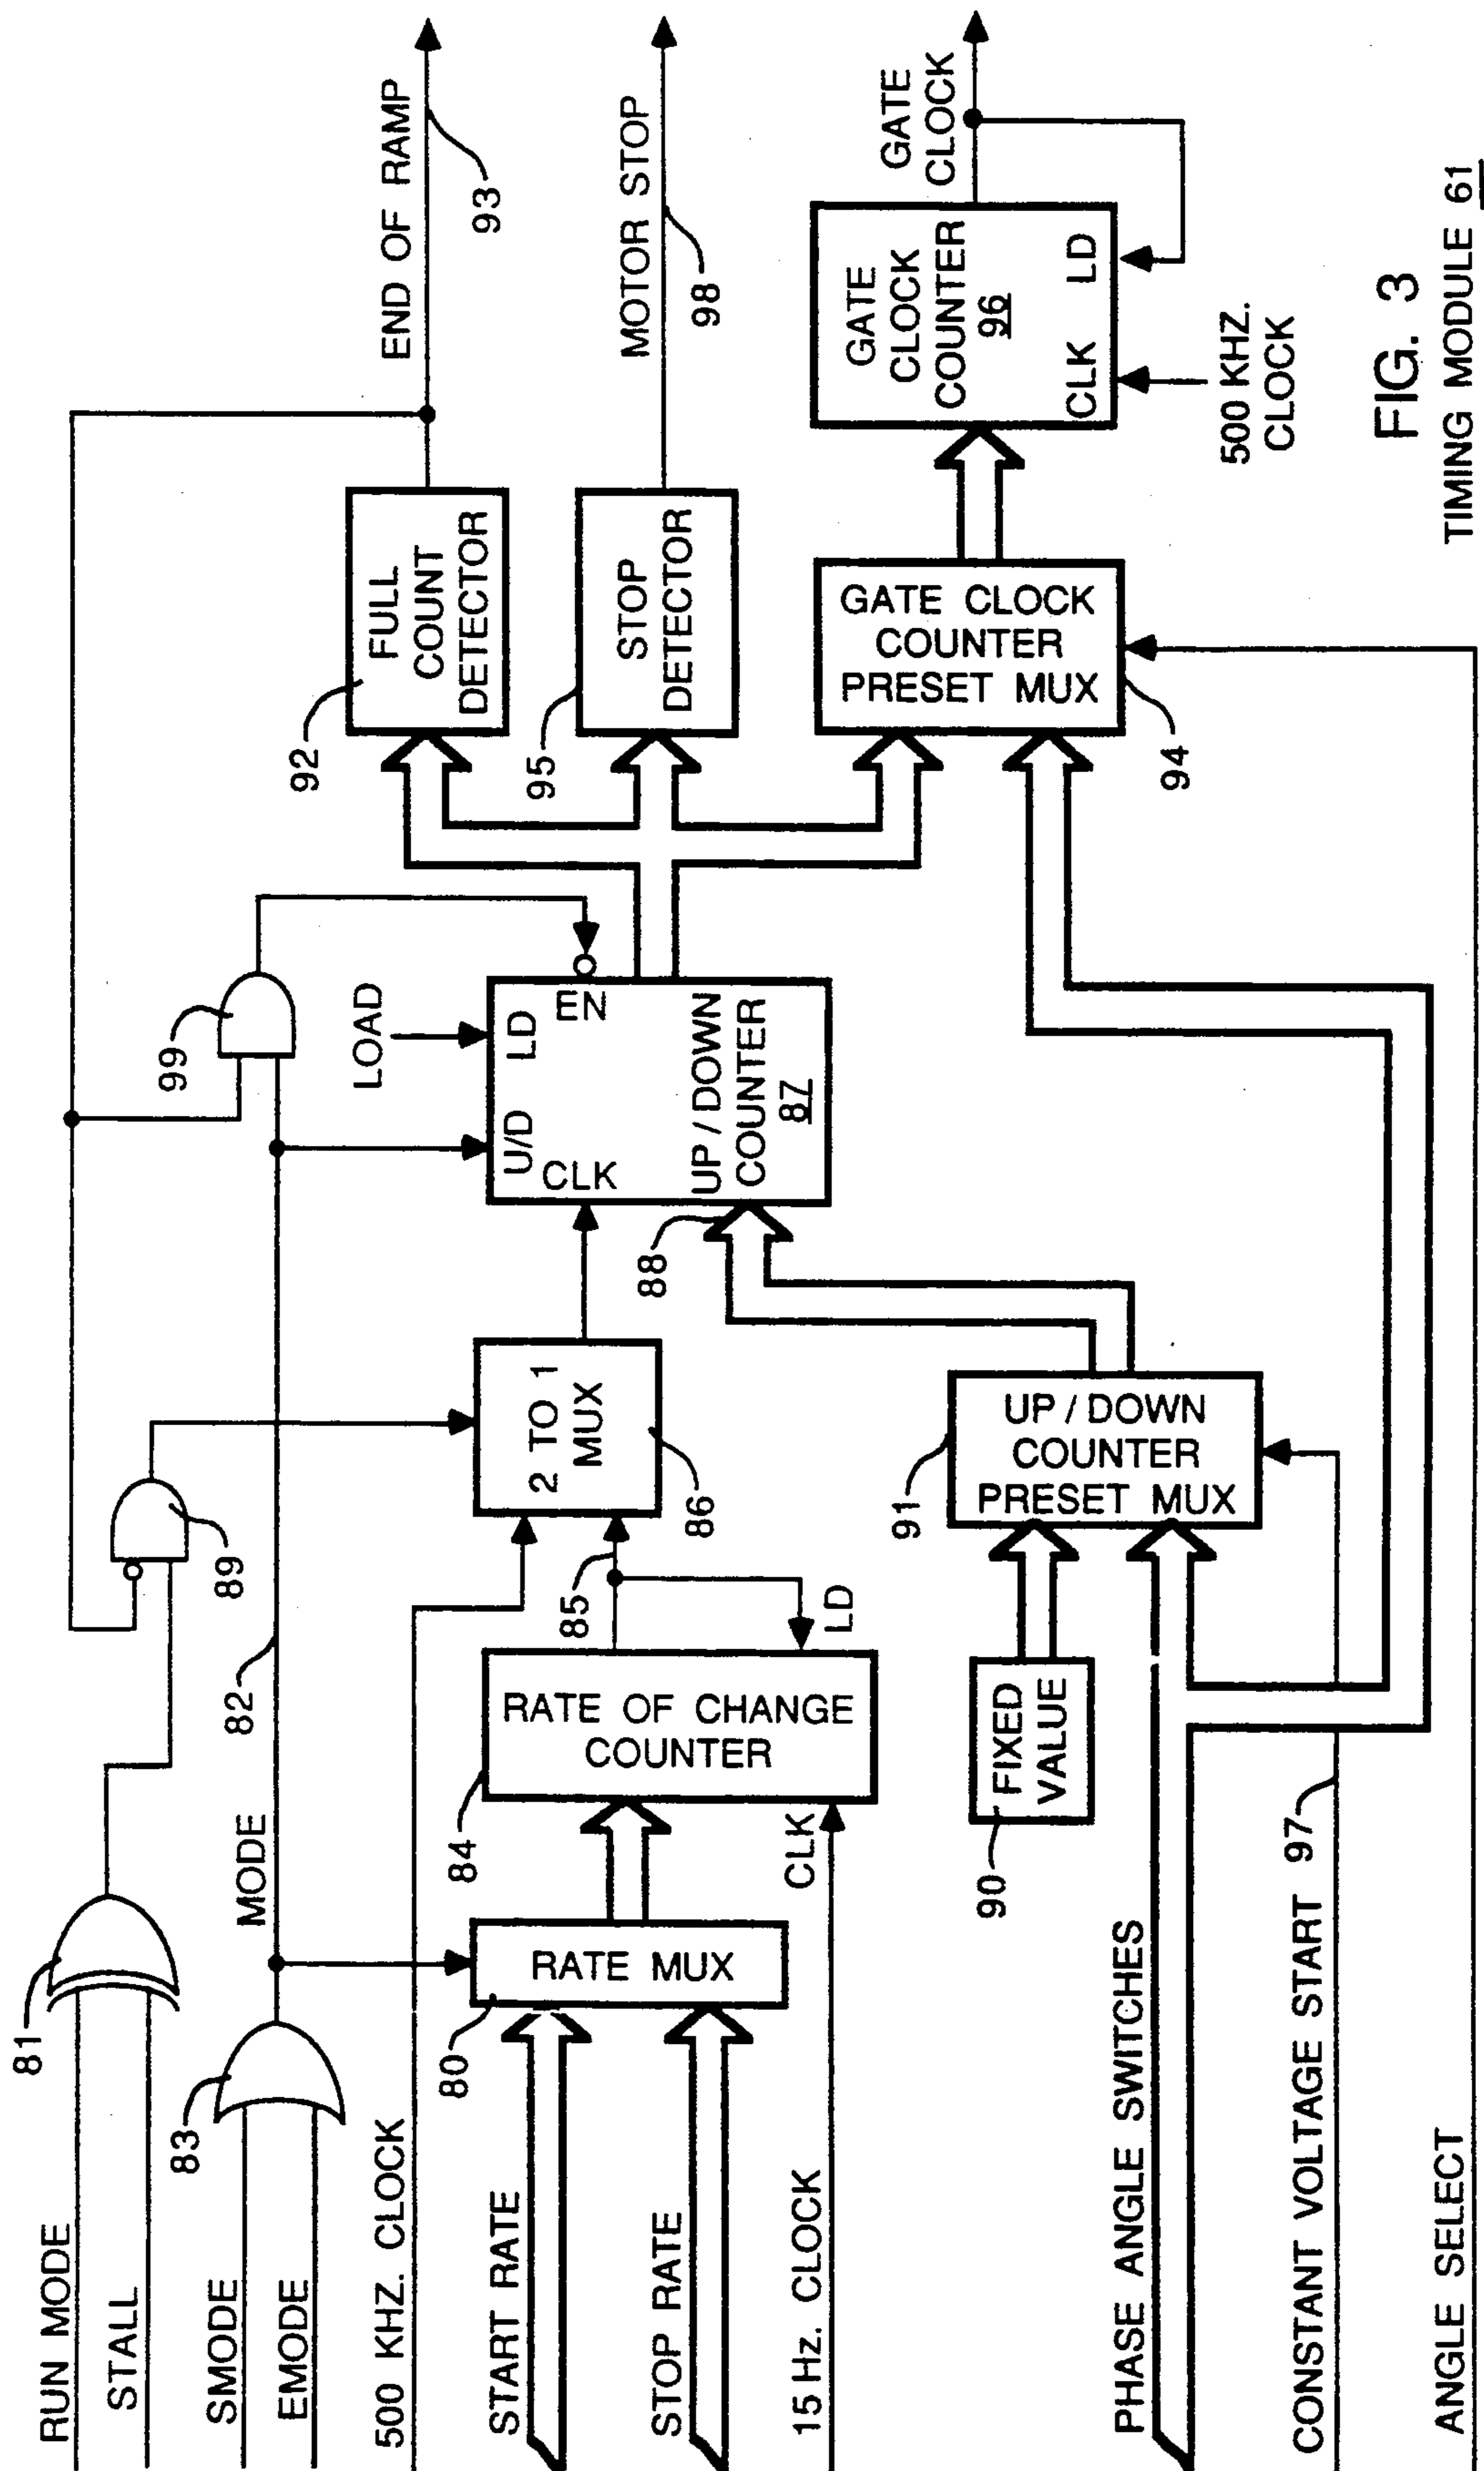 RUN MODE
STALL
SMODE
EMODE
500 KHZ. CLOCK
START RATE
STOP RATE
15 Hz. CLOCK
PHASE ANGLE SWITCHES
CONSTANT VOLTAGE START 97
ANGLE SELECT
81
83
MODE
82
80
RATE MUX
84
RATE OF CHANGE
COUNTER
CLK
LD
85
90
FIXED
VALUE
89
2 TO 1
MUX
86
91
UP / DOWN
COUNTER
PRESET MUX
88
99
LOAD
U/D
LD
CLK
EN
UP / DOWN
COUNTER
87
92
FULL
COUNT
DETECTOR
95
STOP
DETECTOR
GATE CLOCK
COUNTER
PRESET MUX
94
END OF RAMP
93
MOTOR STOP
98
GATE
CLOCK
COUNTER
96
CLK
LD
500 KHZ.
CLOCK
GATE
CLOCK
FIG. 3
TIMING MODULE 61